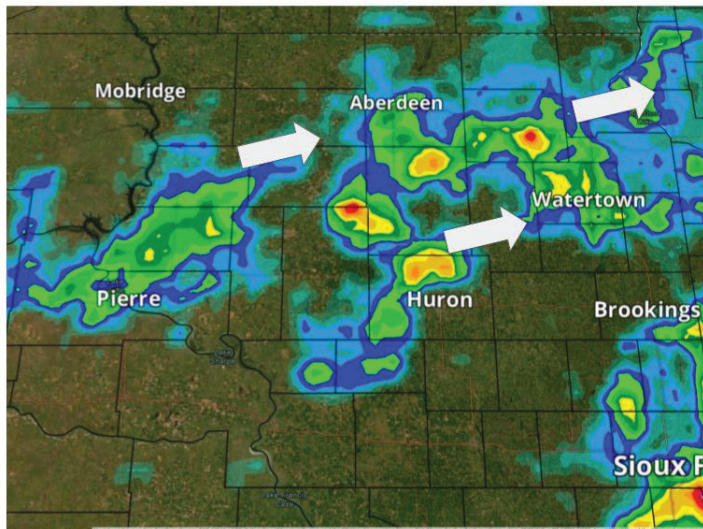 Mobridge
Aberdeen
Watertown
Pierre
Huron
Brookings
Sioux F